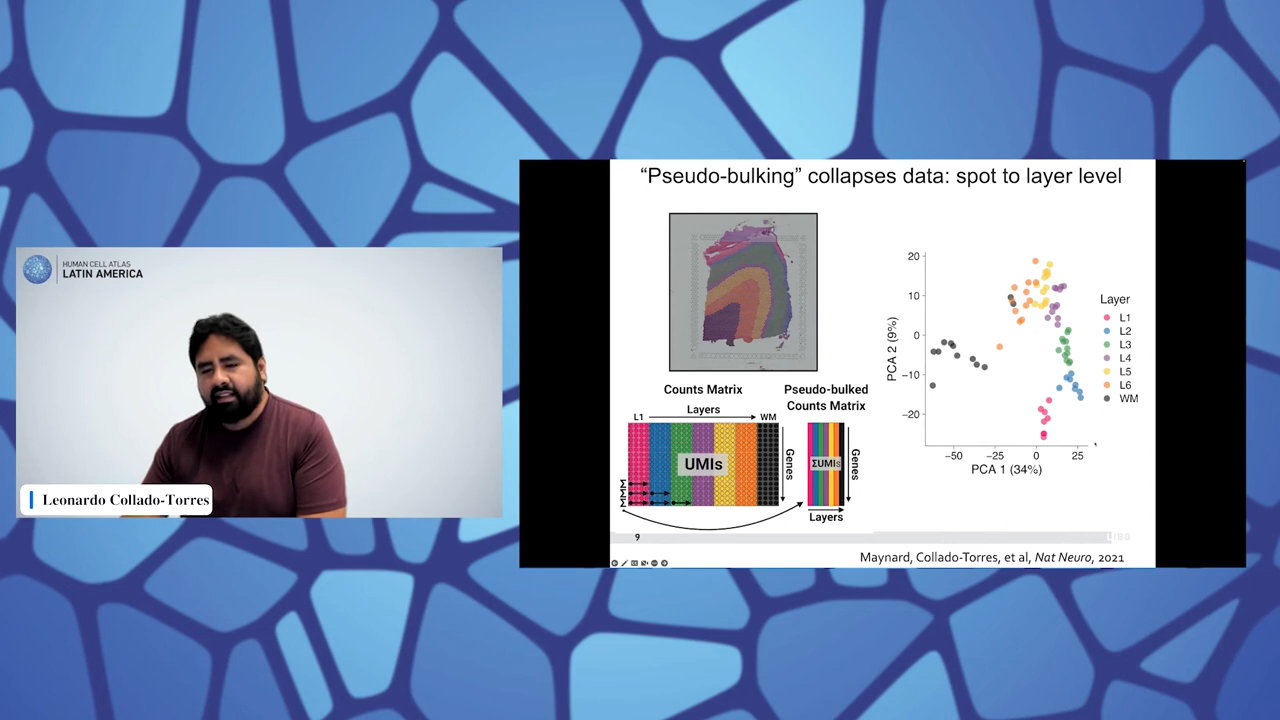 HUMAN CELL ATLAS
LATIN AMERICA
Leonardo Collado-Torres
“Pseudo-bulking” collapses data: spot to layer level
Counts Matrix
Layers
L1
WM
UMIs
Genes
Pseudo-bulked
Counts Matrix
ΣUMIs
Genes
Layers
20
10
0
−10
−20
PCA 2 (9%)
−50
−25
0
25
PCA 1 (34%)
Layer
L1
L2
L3
L4
L5
L6
WM
9
LIBD
Maynard, Collado-Torres, et al, Nat Neuro, 2021